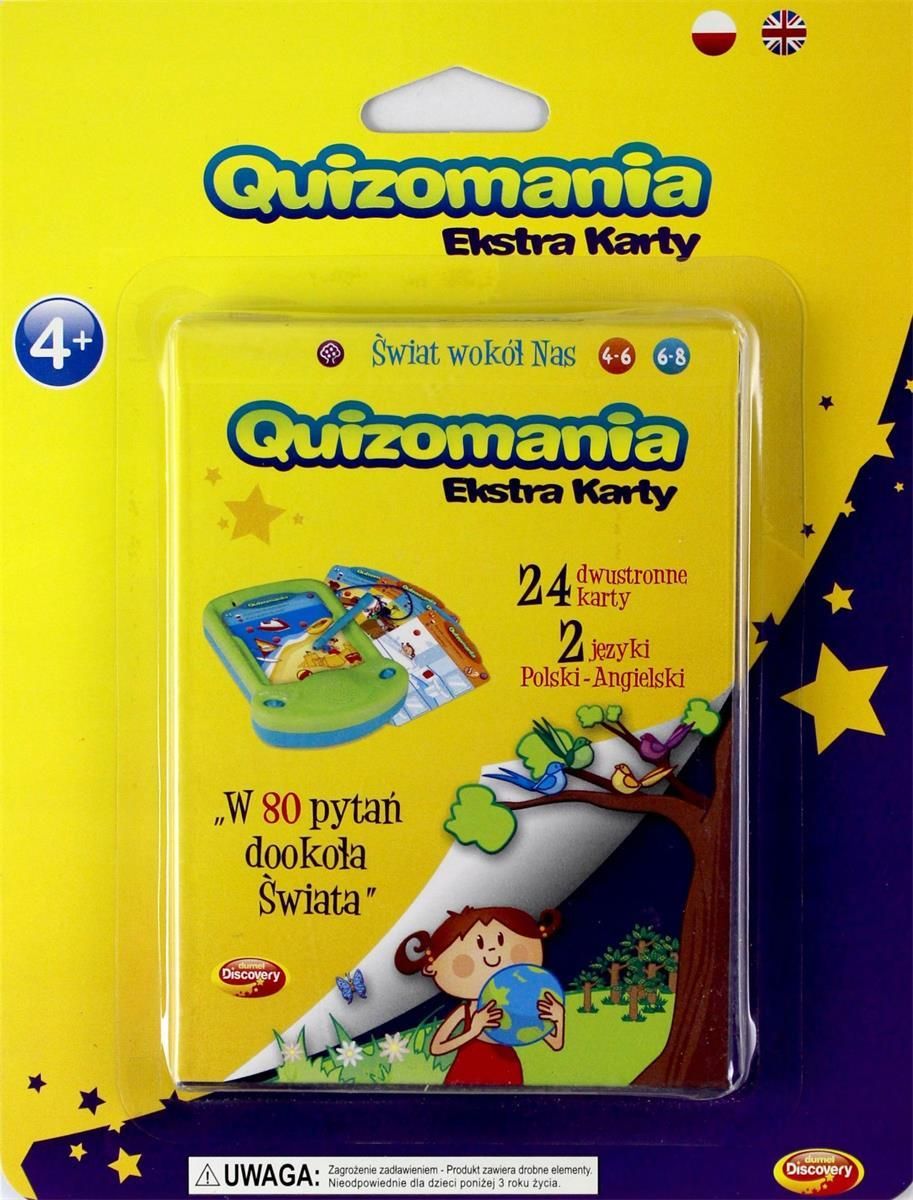 Quizomania
Ekstra Karty
4+
Świat wokół Nas 4-6 6-8
Quizomania
Ekstra Karty
24 dwustronne
karty
2 języki
Polski-Angielski
Quizomania
„W 80 pytań
dookoła
Świata”
dumel
Discovery
UWAGA: Zagrożenie zadławieniem - Produkt zawiera drobne elementy.
Nieodpowiednie dla dzieci poniżej 3 roku życia.
dumel
Discovery